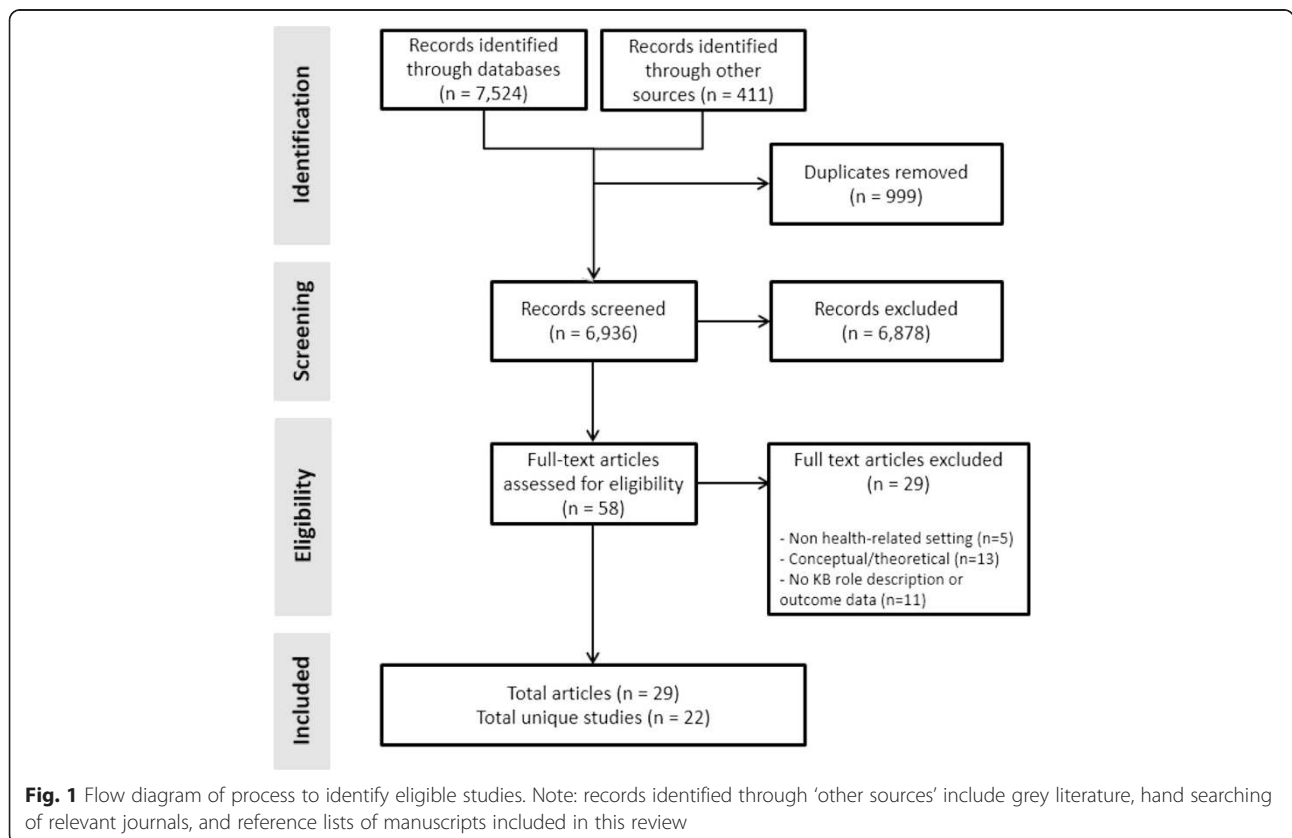 Identification
Records identified
through databases
(n = 7,524)
Records identified
through other
sources (n = 411)
Duplicates removed
(n = 999)
Screening
Records screened
(n = 6,936)
Records excluded
(n = 6,878)
Eligibility
Full-text articles
assessed for eligibility
(n = 58)
Full text articles excluded
(n = 29)
- Non health-related setting (n=5)
- Conceptual/theoretical (n=13)
- No KB role description or
outcome data (n=11)
Included
Total articles (n = 29)
Total unique studies (n = 22)
Fig. 1 Flow diagram of process to identify eligible studies. Note: records identified through ‘other sources’ include grey literature, hand searching
of relevant journals, and reference lists of manuscripts included in this review